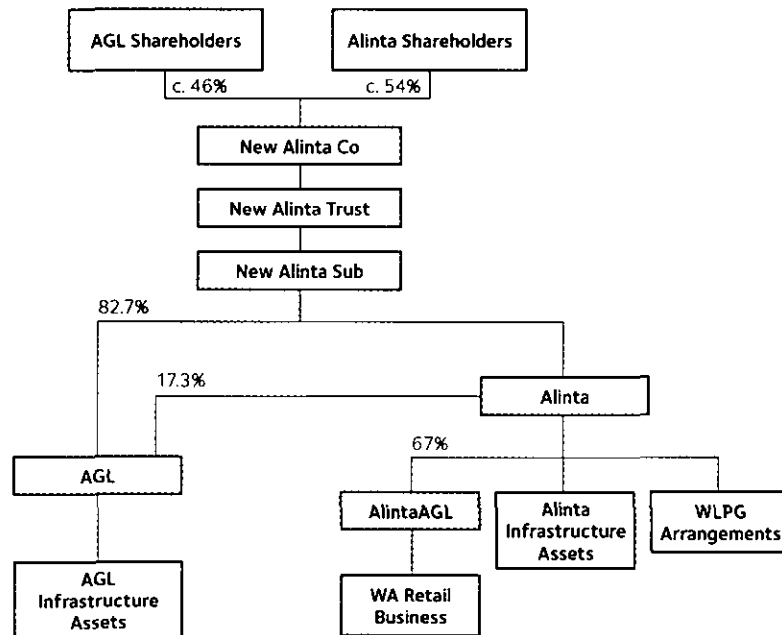 AGL Shareholders
Alinta Shareholders
c. 46%
c. 54%
New Alinta Co
New Alinta Trust
New Alinta Sub
82.7%
17.3%
Alinta
67%
AGL
AlintaAGL
Alinta
Infrastructure
Assets
WLPG
Arrangements
AGL
Infrastructure
Assets
WA Retail
Business